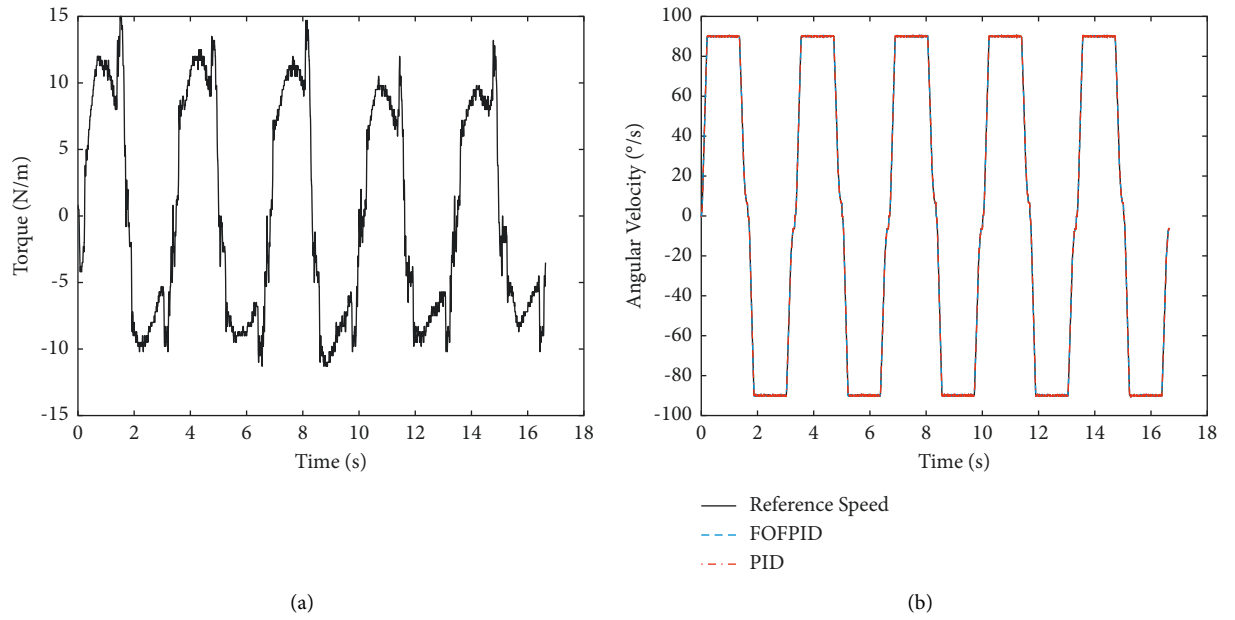 15
10
5
0
-5
-10
-15
Torque (N/m)
0 2 4 6 8 10 12 14 16 18
Time (s)
(a)
100
80
60
40
20
0
-20
-40
-60
-80
-100
Angular Velocity (°/s)
0 2 4 6 8 10 12 14 16 18
Time (s)
Reference Speed
FOFPID
PID
(b)